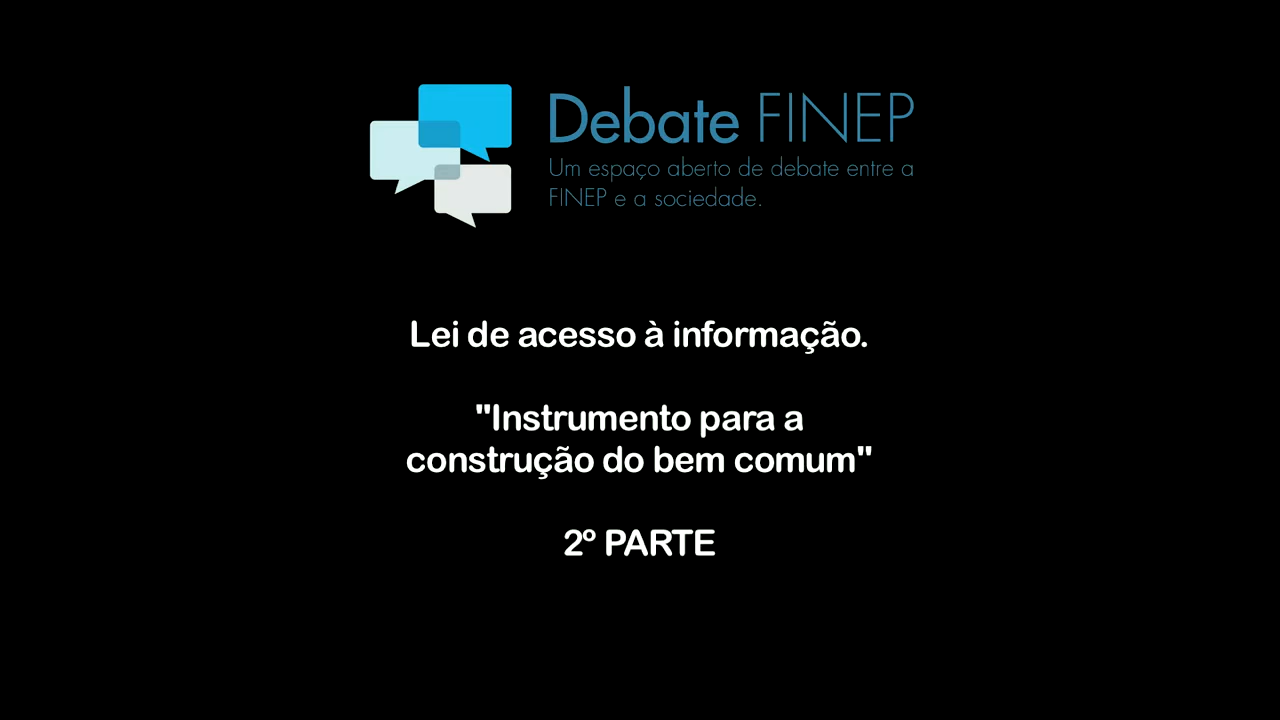 Debate FINEP
Um espaço aberto de debate entre a
FINEP e a sociedade.
Lei de acesso à informação.
"Instrumento para a
construção do bem comum"
2º PARTE